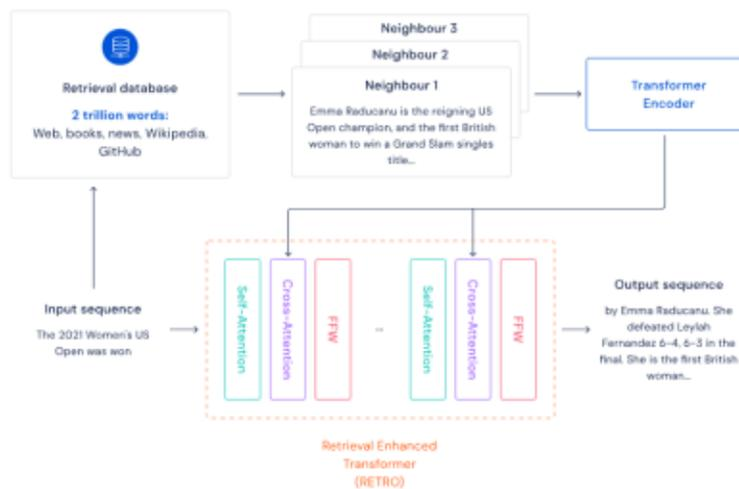 Retrieval database
2 trillion words:
Web, books, news, Wikipedia,
GitHub
Neighbour 3
Neighbour 2
Neighbour 1
Emma Raducanu is the reigning US
Open champion, and the first British
woman to win a Grand Slam singles
title...
Transformer
Encoder
Input sequence
The 2021 Women's US
Open was won
Self-Attention
Cross-Attention
FFW
...
Self-Attention
Cross-Attention
FFW
Output sequence
by Emma Raducanu. She
defeated Leylah
Fernandez 6-4, 6-3 in the
final. She is the first British
woman...
Retrieval Enhanced
Transformer
(RETRO)